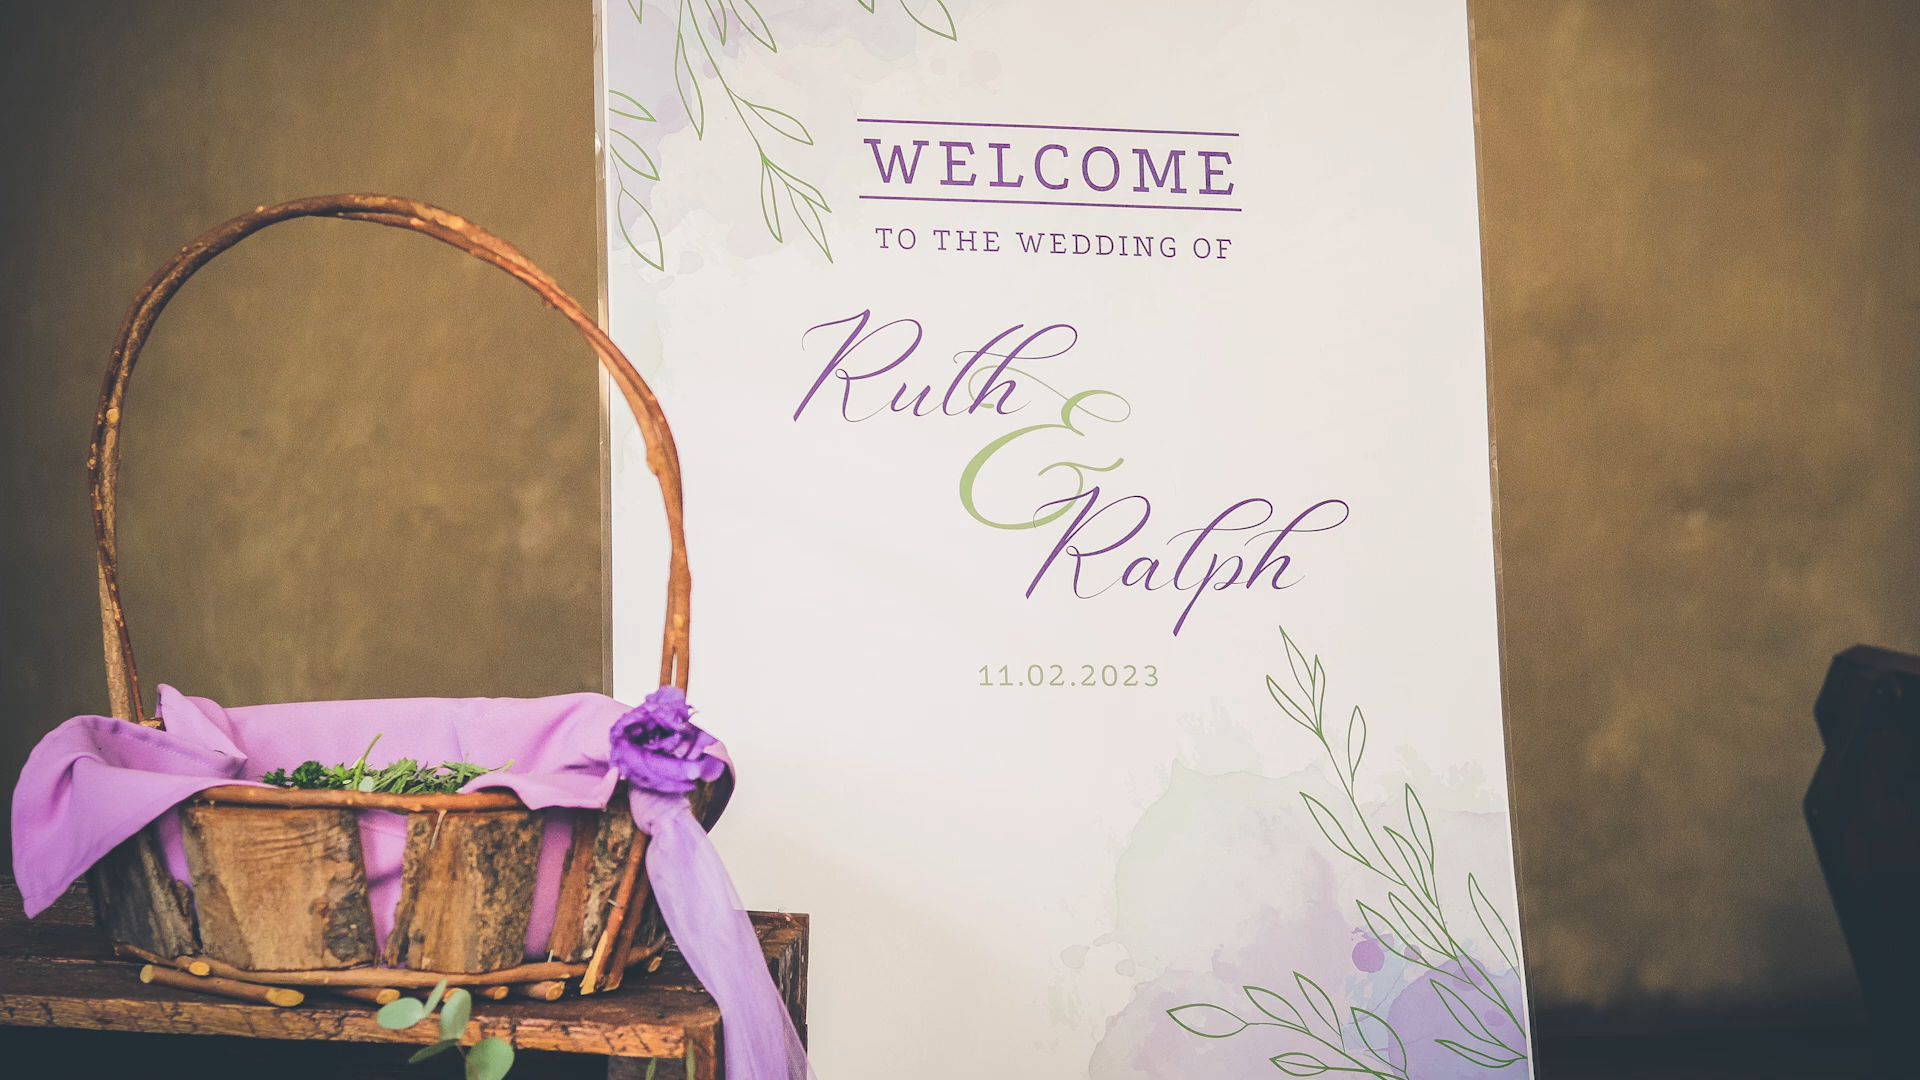 WELCOME
TO THE WEDDING OF
Ruth
&
Ralph
11.02.2023